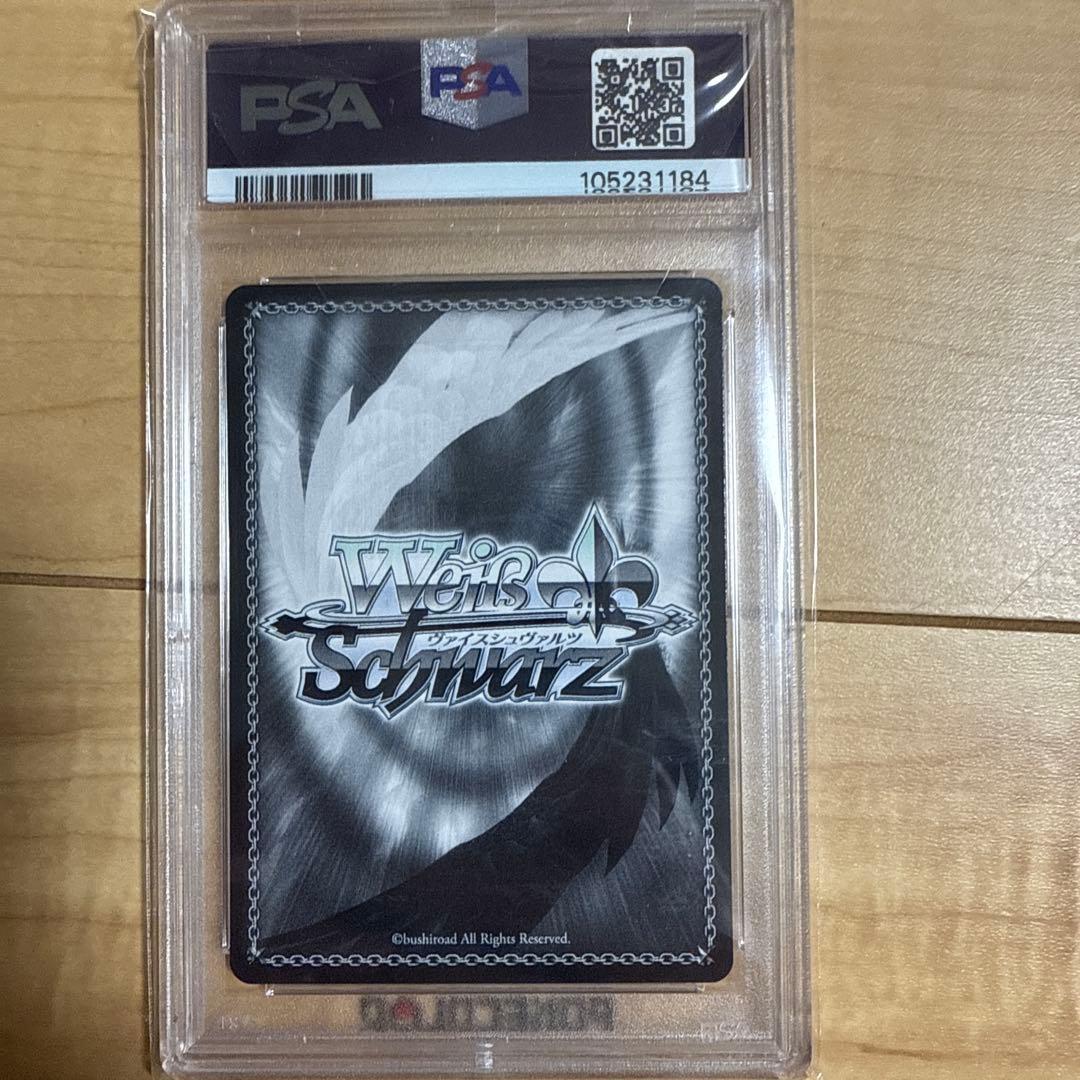 PSA PSA
105231184
Weiß
ヴァイスシュヴァルツ
Schwarz
©bushiroad All Rights Reserved.